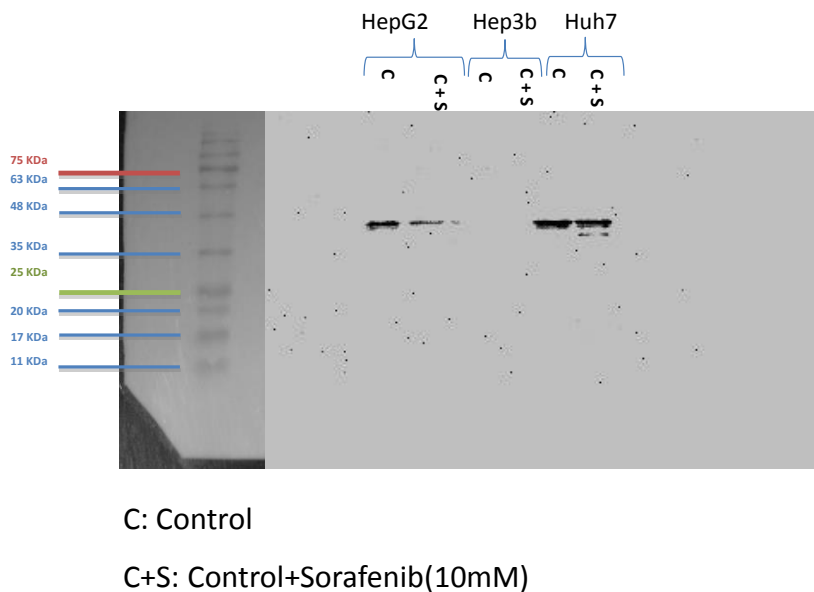 HepG2 Hep3b Huh7
C C + S C C + S C C + S
75 KDa
63 KDa
48 KDa
35 KDa
25 KDa
20 KDa
17 KDa
11 KDa
C: Control
C+S: Control+Sorafenib(10mM)